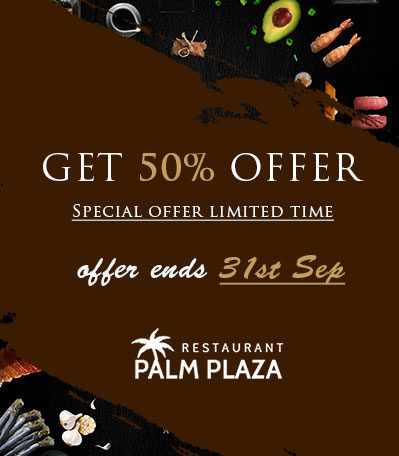 GET 50% OFFER
SPECIAL OFFER LIMITED TIME
offer ends 31st Sep
RESTAURANT
PALM PLAZA